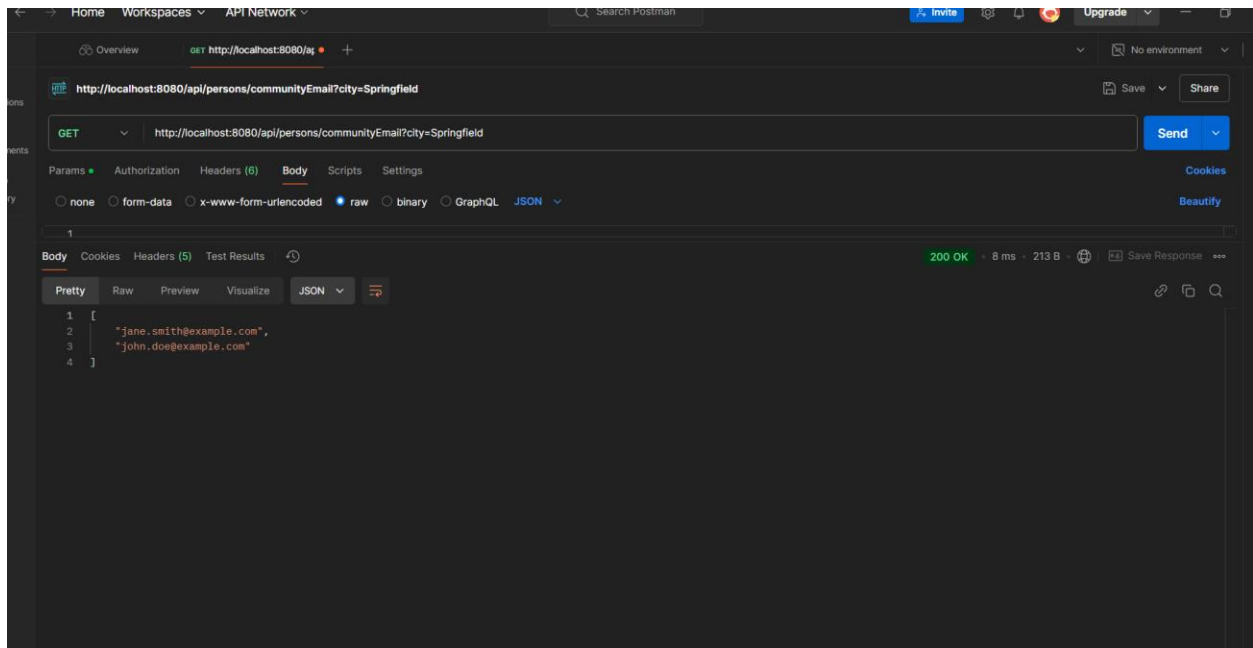 ← → Home Workspaces API Network Search Postman Invite Upgrade
Overview GET http://localhost:8080/ap + No environment
HTTP http://localhost:8080/api/persons/communityEmail?city=Springfield Save Share
ions
GET http://localhost:8080/api/persons/communityEmail?city=Springfield Send
nents
Params Authorization Headers (6) Body Scripts Settings Cookies
ry
none form-data x-www-form-urlencoded raw binary GraphQL JSON Beautify
1
Body Cookies Headers (5) Test Results 200 OK 8 ms 213 B Save Response
Pretty Raw Preview Visualize JSON
1 [
2 "jane.smith@example.com",
3 "john.doe@example.com"
4 ]